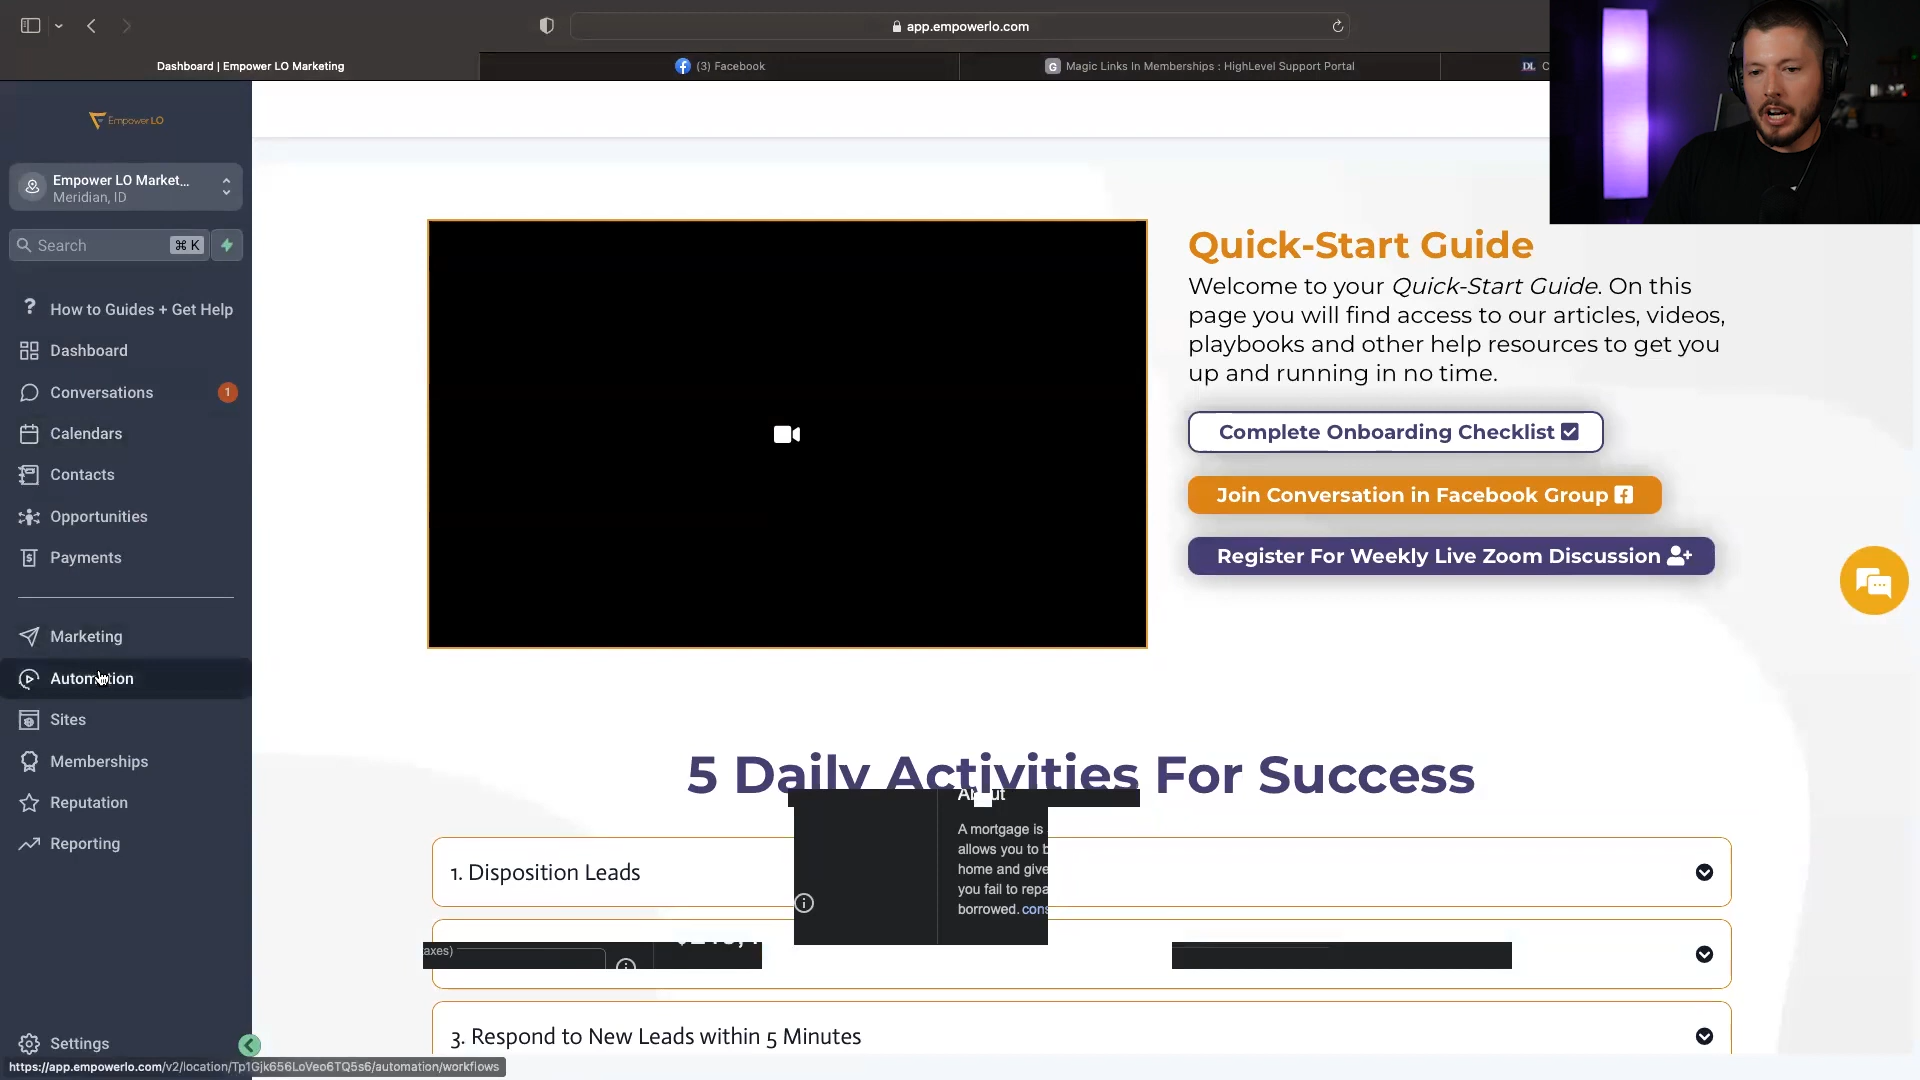 app.empowerlo.com
Dashboard | Empower LO Marketing
(3) Facebook
Magic Links In Memberships : HighLevel Support Portal
DL C
Empower LO
Empower LO Market...
Meridian, ID
Search ⌘ K
How to Guides + Get Help
Dashboard
Conversations 1
Calendars
Contacts
Opportunities
Payments
Marketing
Automation
Sites
Memberships
Reputation
Reporting
Settings
Quick-Start Guide
Welcome to your Quick-Start Guide. On this
page you will find access to our articles, videos,
playbooks and other help resources to get you
up and running in no time.
Complete Onboarding Checklist
Join Conversation in Facebook Group
Register For Weekly Live Zoom Discussion
5 Daily Activities For Success
1. Disposition Leads
A mortgage is
allows you to b
home and give
you fail to repa
borrowed. cons
axes)
3. Respond to New Leads within 5 Minutes
https://app.empowerlo.com/v2/location/Tp1Gjk656LoVeo6TQ5s6/automation/workflows